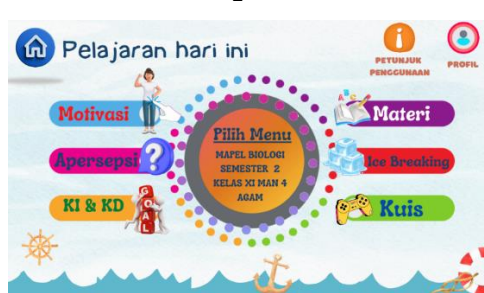 Pelajaran hari ini
PETUNJUK
PENGGUNAAN
PROFIL
Motivasi
Apersepsi
KI & KD
GOAL
Pilih Menu
MAPEL BIOLOGI
SEMESTER 2
KELAS XI MAN 4
AGAM
Materi
Ice Breaking
Kuis